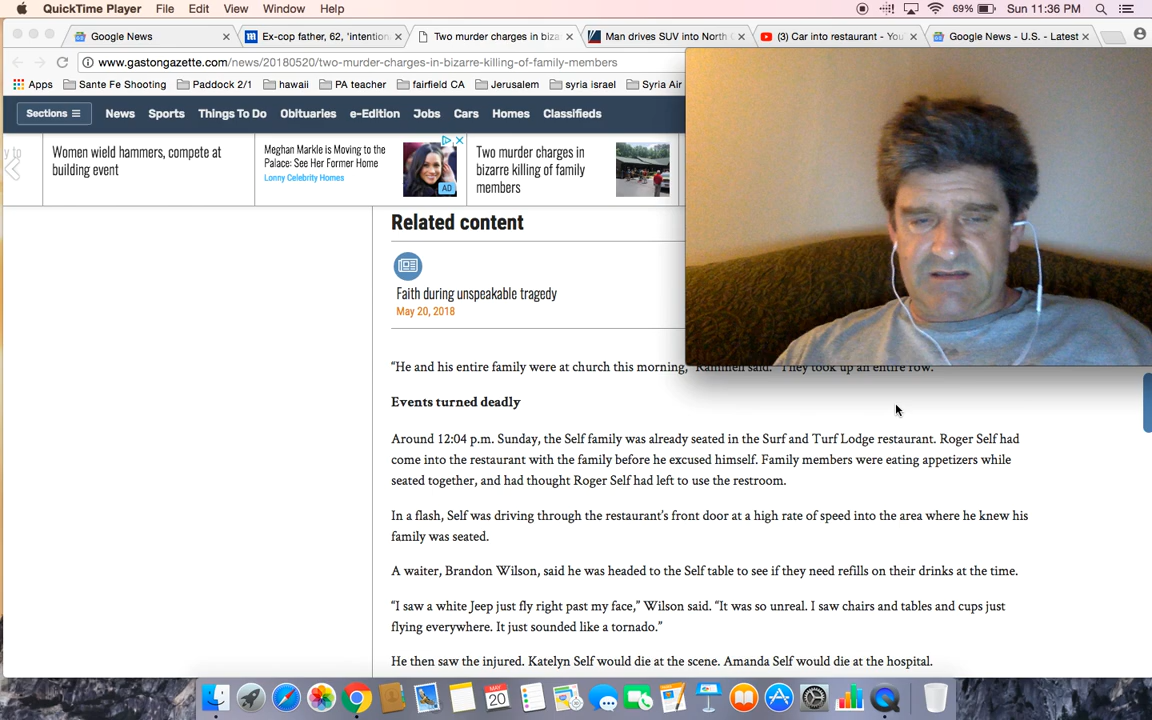 QuickTime Player File Edit View Window Help 69% Sun 11:36 PM
Google News
Ex-cop father, 62, 'intention
Two murder charges in biza
Man drives SUV into North
(3) Car into restaurant - You
Google News - U.S. - Latest
www.gastongazette.com/news/20180520/two-murder-charges-in-bizarre-killing-of-family-members
Apps Sante Fe Shooting Paddock 2/1 hawaii PA teacher fairfield CA Jerusalem syria israel Syria Air
Sections News Sports Things To Do Obituaries e-Edition Jobs Cars Homes Classifieds
y to
Women wield hammers, compete at
building event
Meghan Markle is Moving to the
Palace: See Her Former Home
Lonny Celebrity Homes
AD
Two murder charges in
bizarre killing of family
members
Related content
Faith during unspeakable tragedy
May 20, 2018
“He and his entire family were at church this morning,” Rammell said. “They took up an entire row.”
Events turned deadly
Around 12:04 p.m. Sunday, the Self family was already seated in the Surf and Turf Lodge restaurant. Roger Self had
come into the restaurant with the family before he excused himself. Family members were eating appetizers while
seated together, and had thought Roger Self had left to use the restroom.
In a flash, Self was driving through the restaurant’s front door at a high rate of speed into the area where he knew his
family was seated.
A waiter, Brandon Wilson, said he was headed to the Self table to see if they need refills on their drinks at the time.
“I saw a white Jeep just fly right past my face,” Wilson said. “It was so unreal. I saw chairs and tables and cups just
flying everywhere. It just sounded like a tornado.”
He then saw the injured. Katelyn Self would die at the scene. Amanda Self would die at the hospital.
MAY
20